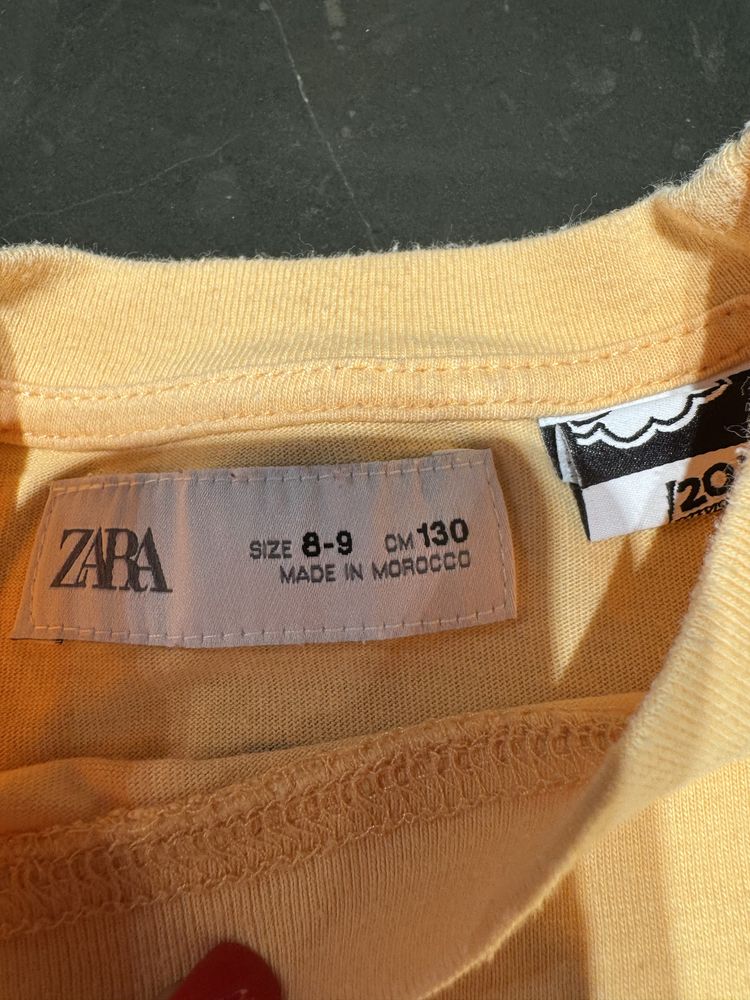 ZARA
SIZE 8-9 CM 130
MADE IN MOROCCO
20